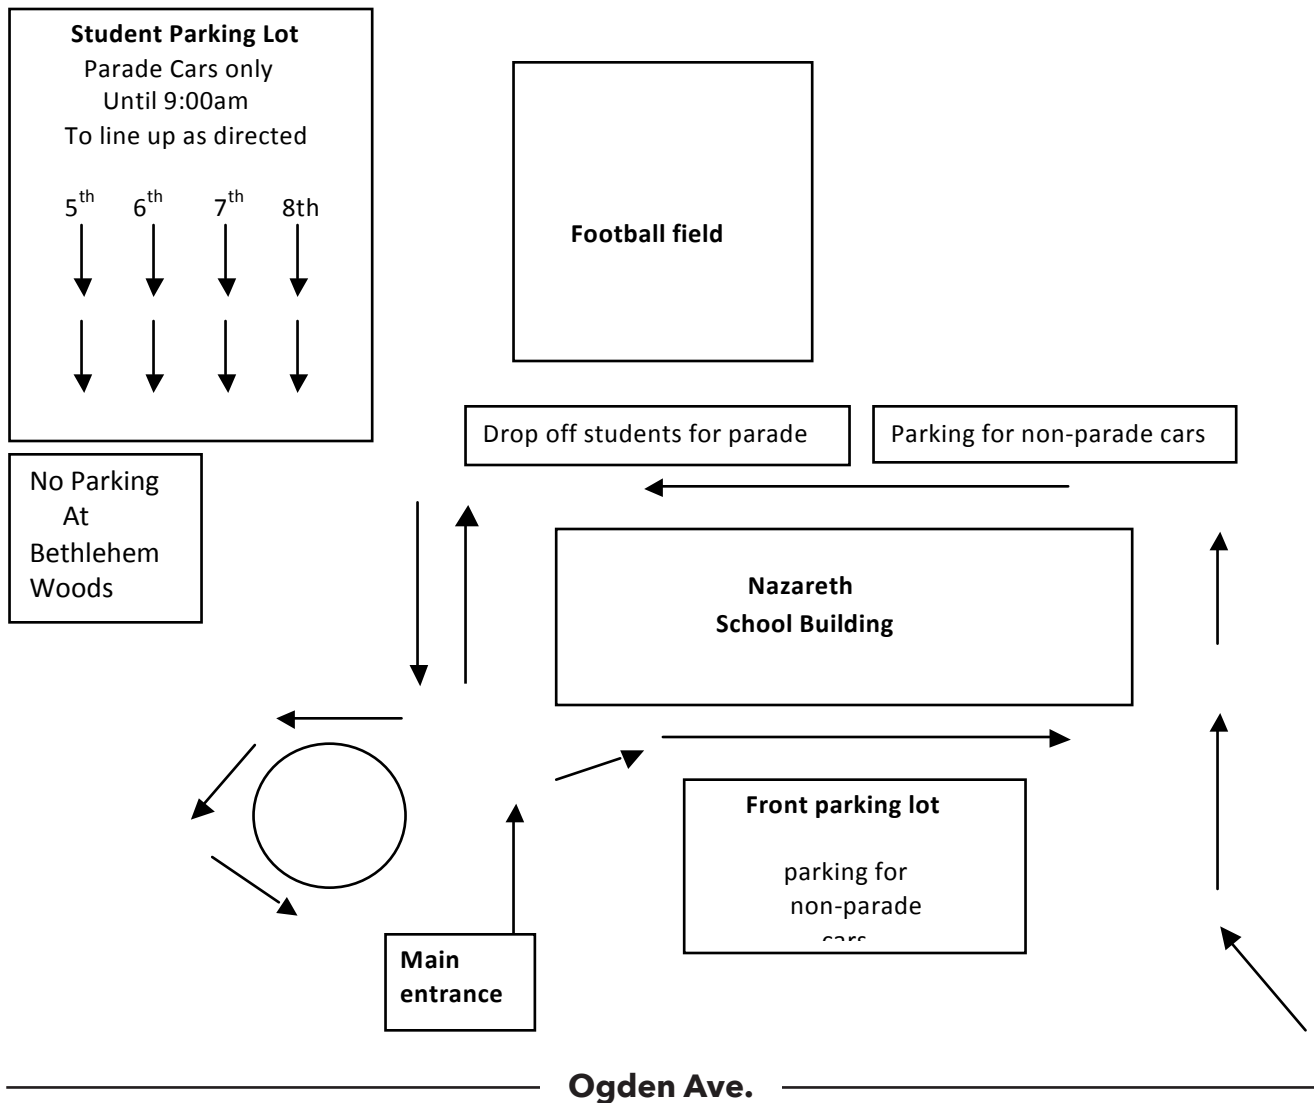 Student Parking Lot
Parade Cars only
Until 9:00am
To line up as directed
5th 6th 7th 8th
Football field
Drop off students for parade
Parking for non-parade cars
No Parking
At
Bethlehem
Woods
Nazareth
School Building
Front parking lot
parking for
non-parade
cars
Main
entrance
Ogden Ave.